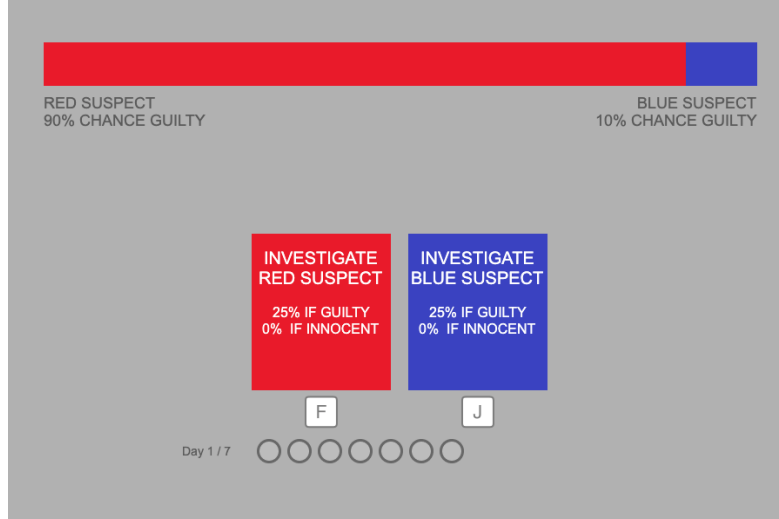 RED SUSPECT
90% CHANCE GUILTY
BLUE SUSPECT
10% CHANCE GUILTY
INVESTIGATE
RED SUSPECT
25% IF GUILTY
0% IF INNOCENT
INVESTIGATE
BLUE SUSPECT
25% IF GUILTY
0% IF INNOCENT
F
J
Day 1 / 7